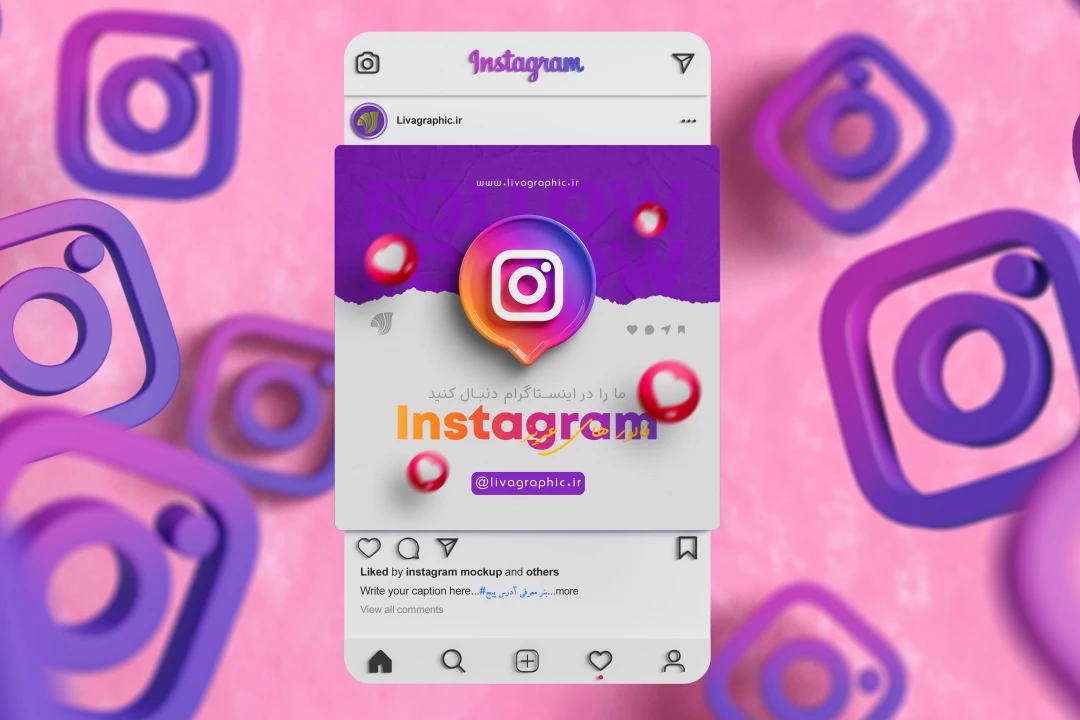 Instagram
Livagraphic.ir
www.livagraphic.ir
FOLLOW
ما را در اینستاگرام دنبال کنید
Instagram
@livagraphic.ir
Liked by instagram mockup and others
Write your caption here...#بنر معرفی آدرس پیج...more
View all comments